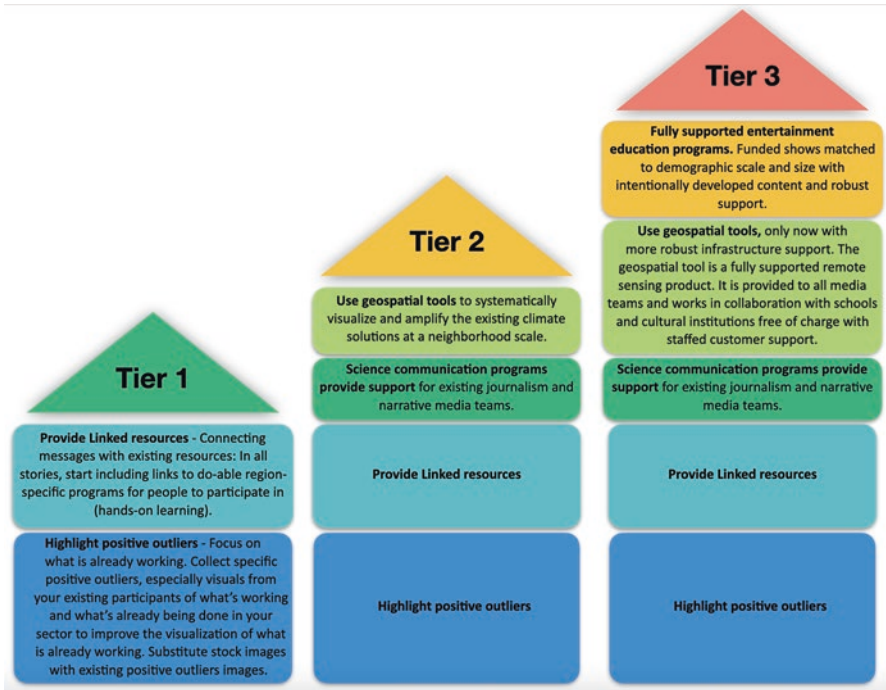 Tier 1
Provide Linked resources - Connecting
messages with existing resources: In all
stories, start including links to do-able region-
specific programs for people to participate in
(hands-on learning).
Highlight positive outliers - Focus on
what is already working. Collect specific
positive outliers, especially visuals from
your existing participants of what's working
and what's already being done in your
sector to improve the visualization of what
is already working. Substitute stock images
with existing positive outliers images.
Tier 2
Use geospatial tools to systematically
visualize and amplify the existing climate
solutions at a neighborhood scale.
Science communication programs
provide support for existing journalism and
narrative media teams.
Provide Linked resources
Highlight positive outliers
Tier 3
Fully supported entertainment
education programs. Funded shows matched
to demographic scale and size with
intentionally developed content and robust
support.
Use geospatial tools, only now with
more robust infrastructure support. The
geospatial tool is a fully supported remote
sensing product. It is provided to all media
teams and works in collaboration with schools
and cultural institutions free of charge with
staffed customer support.
Science communication programs provide
support for existing journalism and narrative
media teams.
Provide Linked resources
Highlight positive outliers